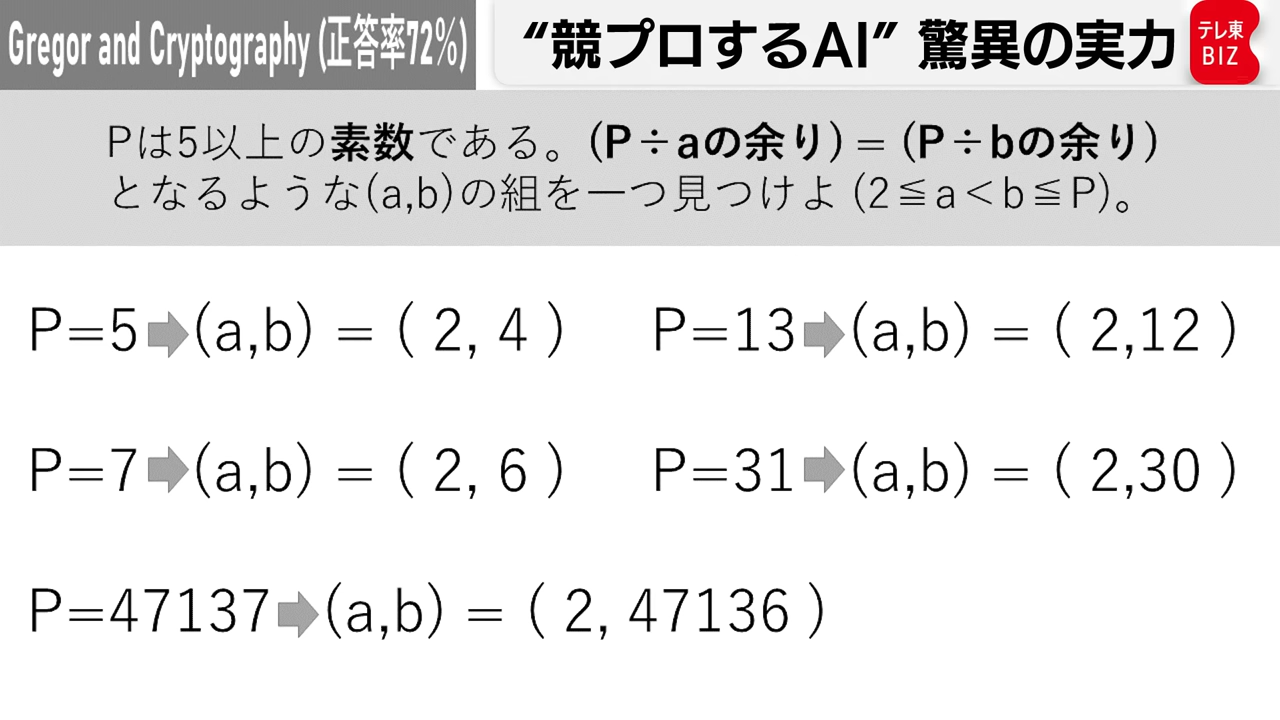 Gregor and Cryptography (正答率72%)
“競プロするAI” 驚異の実力
テレ東
BIZ
Pは5以上の素数である。(P÷aの余り)=(P÷bの余り)
となるような(a,b)の組を一つ見つけよ (2≦a<b≦P)。
P=5➡(a,b) = ( 2, 4 )
P=13➡(a,b) = ( 2,12 )
P=7➡(a,b) = ( 2, 6 )
P=31➡(a,b) = ( 2,30 )
P=47137➡(a,b) = ( 2, 47136 )